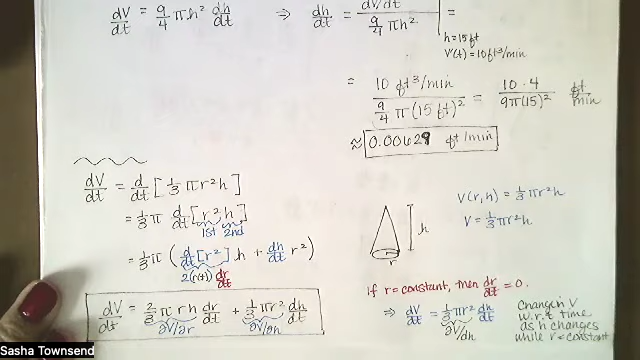 dV/dt = 9/4 πh² dh/dt ⇒ dh/dt = dV/dt / 9/4 πh² | =
h=15ft
V'(t) = 10ft³/min
= 10 ft³/min / 9/4 π(15 ft)² = 10·4 / 9π(15)² ft/min
≈ 0.00629 ft/min
dV/dt = d/dt [1/3 πr²h]
= 1/3 π d/dt [r²h]
1st 2nd
= 1/3 π (d/dt[r²] h + dh/dt r²)
2(r^1) dr/dt
dV/dt = 2/3 π rh dr/dt + 1/3 πr² dh/dt
∂V/∂r ∂V/∂h
h
r
V(r,h) = 1/3 πr²h
V = 1/3 πr²h
if r = constant, then dr/dt = 0.
⇒ dV/dt = 1/3 πr² dh/dt
∂V/∂h
Change in V
w.r.t. time
as h changes
while r = constant
Sasha Townsend